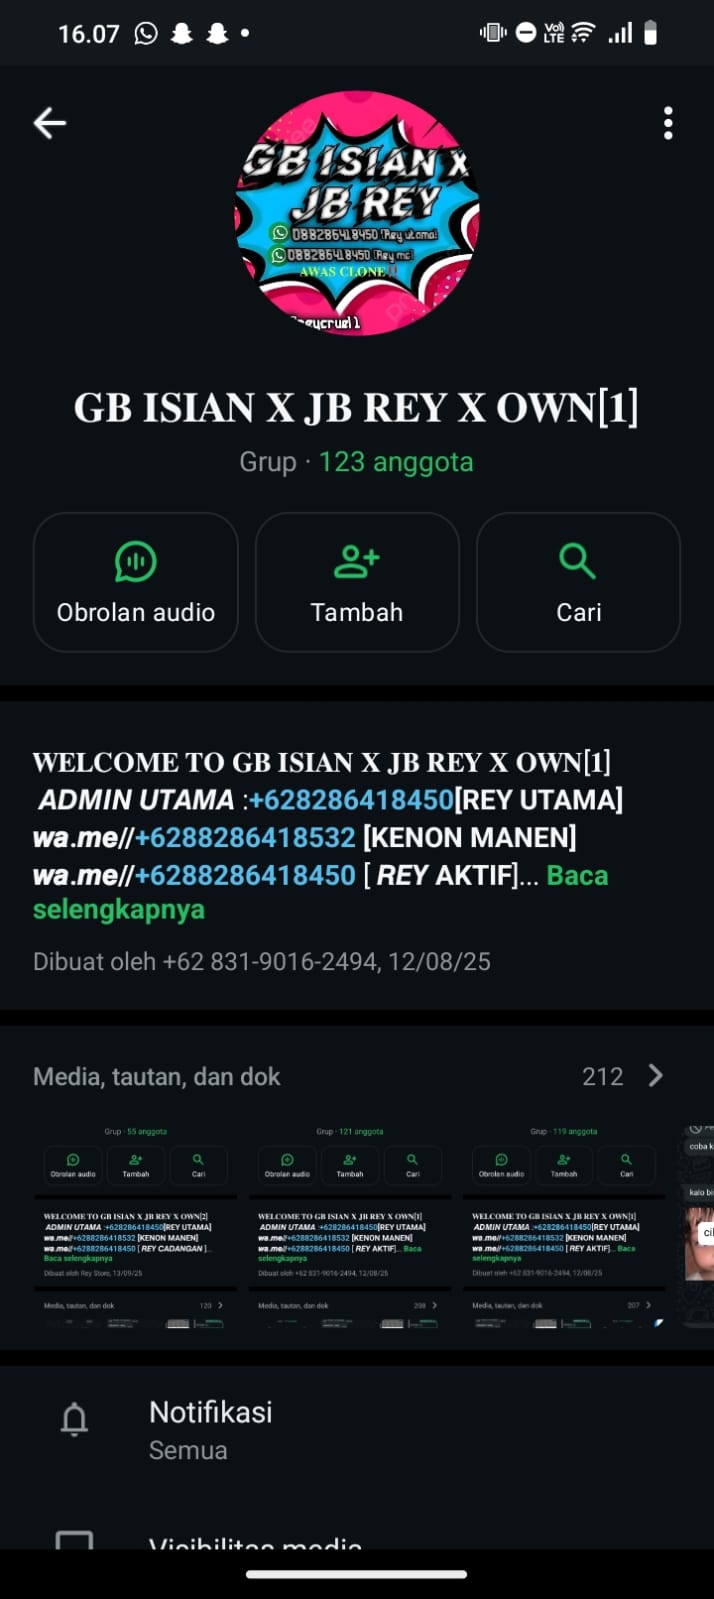 16.07
Vo)) LTE
GB ISIAN X
JB REY
088286418450 [Rey utama]
088286418450 [Rey mc]
AWAS CLONE‼️
GB ISIAN X JB REY X OWN[1]
Grup · 123 anggota
Obrolan audio
Tambah
Cari
WELCOME TO GB ISIAN X JB REY X OWN[1]
ADMIN UTAMA :+628286418450[REY UTAMA]
wa.me//+6288286418532 [KENON MANEN]
wa.me//+6288286418450 [ REY AKTIF]... Baca
selengkapnya
Dibuat oleh +62 831-9016-2494, 12/08/25
Media, tautan, dan dok
212
Grup · 55 anggota
Obrolan audio
Tambah
Cari
WELCOME TO GB ISIAN X JB REY X OWN[2]
ADMIN UTAMA :+628286418450[REY UTAMA]
wa.me//+6288286418532 [KENON MANEN]
wa.me//+6288286418450 [ REY CADANGAN ]...
Baca selengkapnya
Dibuat oleh Rey Store, 13/09/25
Media, tautan, dan dok
120
Grup · 121 anggota
Obrolan audio
Tambah
Cari
WELCOME TO GB ISIAN X JB REY X OWN[1]
ADMIN UTAMA :+628286418450[REY UTAMA]
wa.me//+6288286418532 [KENON MANEN]
wa.me//+6288286418450 [ REY AKTIF]... Baca
selengkapnya
Dibuat oleh +62 831-9016-2494, 12/08/25
Media, tautan, dan dok
208
Grup · 119 anggota
Obrolan audio
Tambah
Cari
WELCOME TO GB ISIAN X JB REY X OWN[1]
ADMIN UTAMA :+628286418450[REY UTAMA]
wa.me//+6288286418532 [KENON MANEN]
wa.me//+6288286418450 [ REY AKTIF]... Baca
selengkapnya
Dibuat oleh +62 831-9016-2494, 12/08/25
Media, tautan, dan dok
207
coba k
kalo bi
Notifikasi
Semua
Visibilitas media